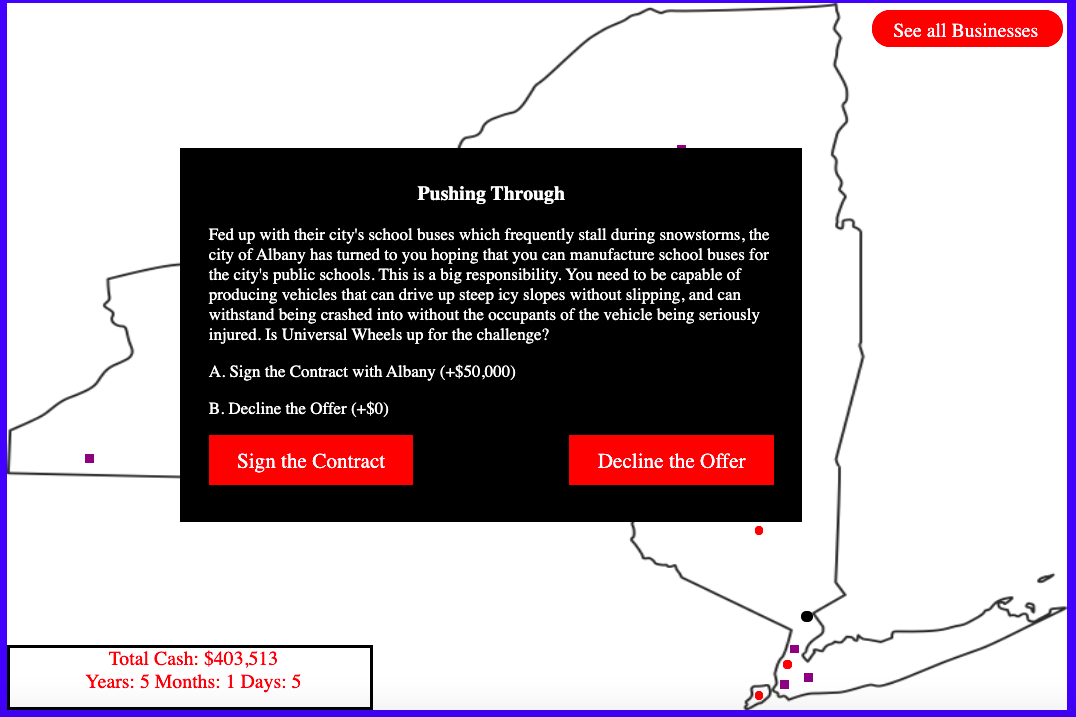 See all Businesses
Pushing Through
Fed up with their city's school buses which frequently stall during snowstorms, the
city of Albany has turned to you hoping that you can manufacture school buses for
the city's public schools. This is a big responsibility. You need to be capable of
producing vehicles that can drive up steep icy slopes without slipping, and can
withstand being crashed into without the occupants of the vehicle being seriously
injured. Is Universal Wheels up for the challenge?
A. Sign the Contract with Albany (+$50,000)
B. Decline the Offer (+$0)
Sign the Contract
Decline the Offer
Total Cash: $403,513
Years: 5 Months: 1 Days: 5